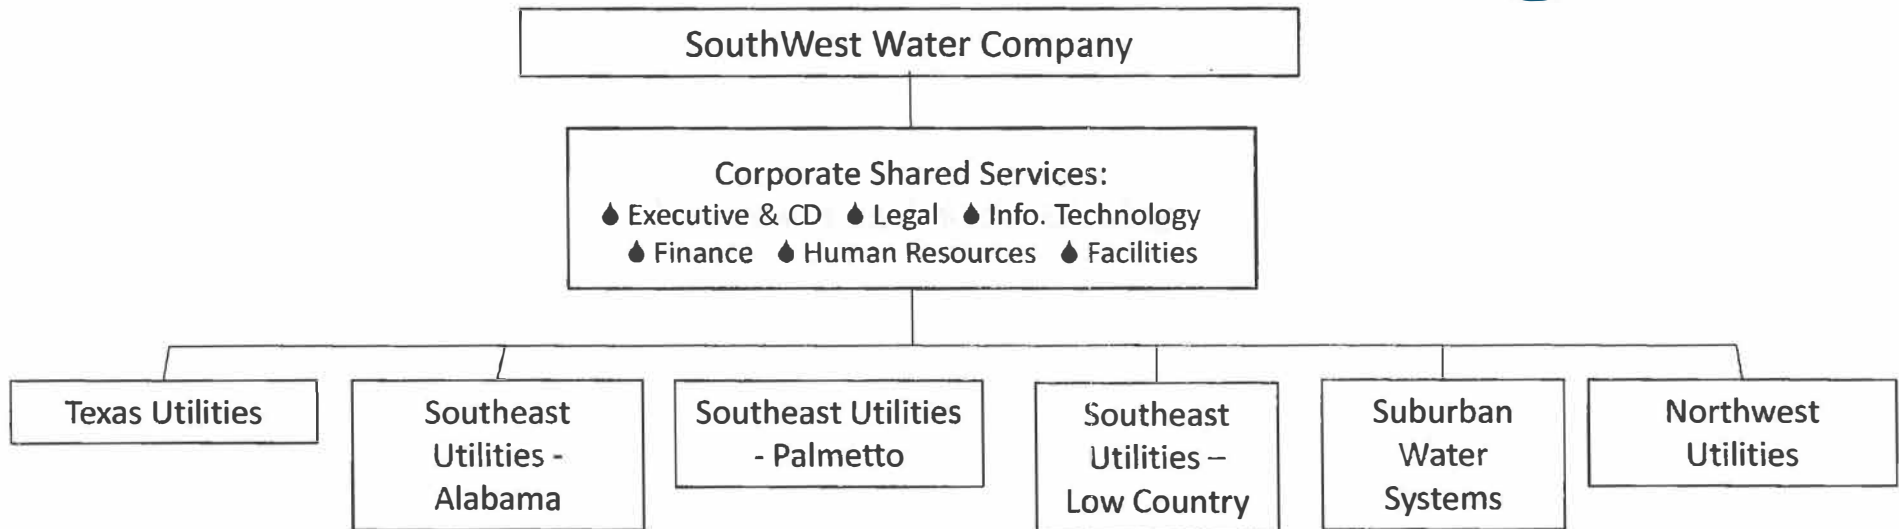 SouthWest Water Company
Corporate Shared Services:
Executive & CD Legal Info. Technology
Finance Human Resources Facilities
Texas Utilities
Southeast
Utilities -
Alabama
Southeast Utilities
- Palmetto
Southeast
Utilities –
Low Country
Suburban
Water
Systems
Northwest
Utilities